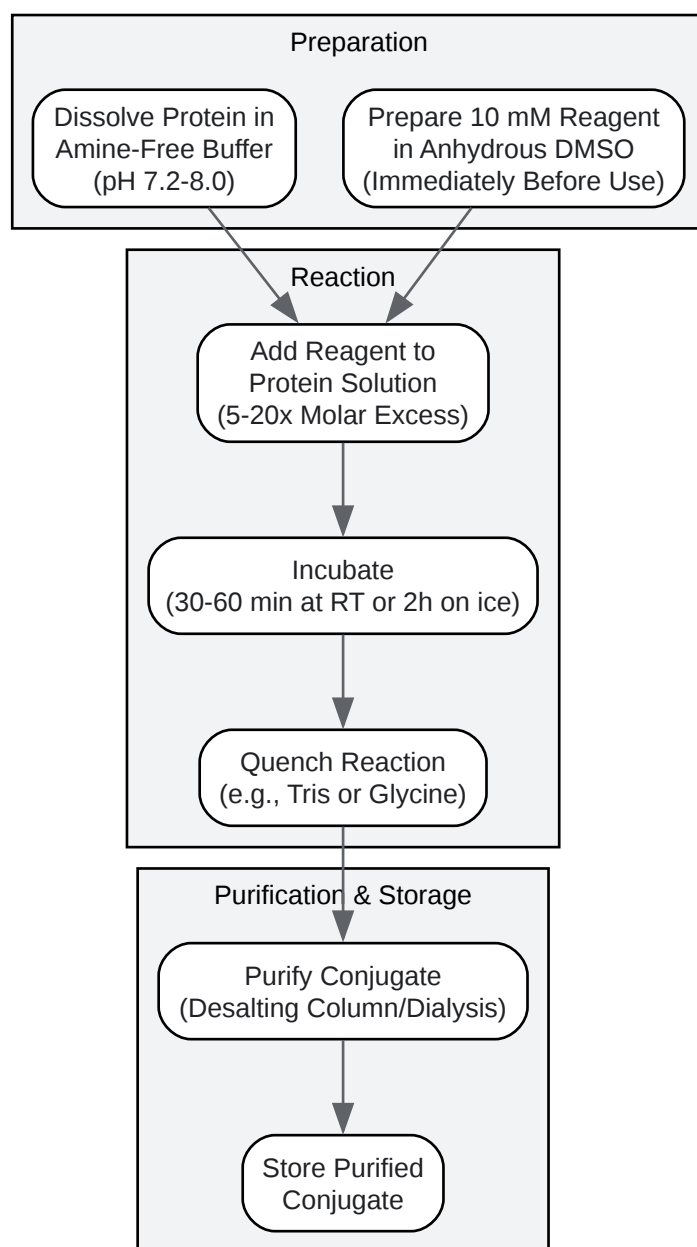 Preparation
Dissolve Protein in
Amine-Free Buffer
(pH 7.2-8.0)
Prepare 10 mM Reagent
in Anhydrous DMSO
(Immediately Before Use)
Reaction
Add Reagent to
Protein Solution
(5-20x Molar Excess)
Incubate
(30-60 min at RT or 2h on ice)
Quench Reaction
(e.g., Tris or Glycine)
Purification & Storage
Purify Conjugate
(Desalting Column/Dialysis)
Store Purified
Conjugate